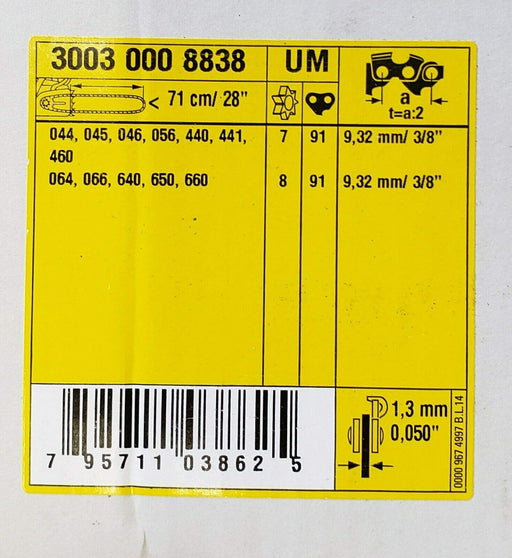 3003 000 8838 UM
< 71 cm/ 28"
a
t=a:2
044, 045, 046, 056, 440, 441, 7 91 9,32 mm/ 3/8"
460
064, 066, 640, 650, 660 8 91 9,32 mm/ 3/8"
1,3 mm
0,050"
0000 967 4997 B.L.14
7 95711 03862 5